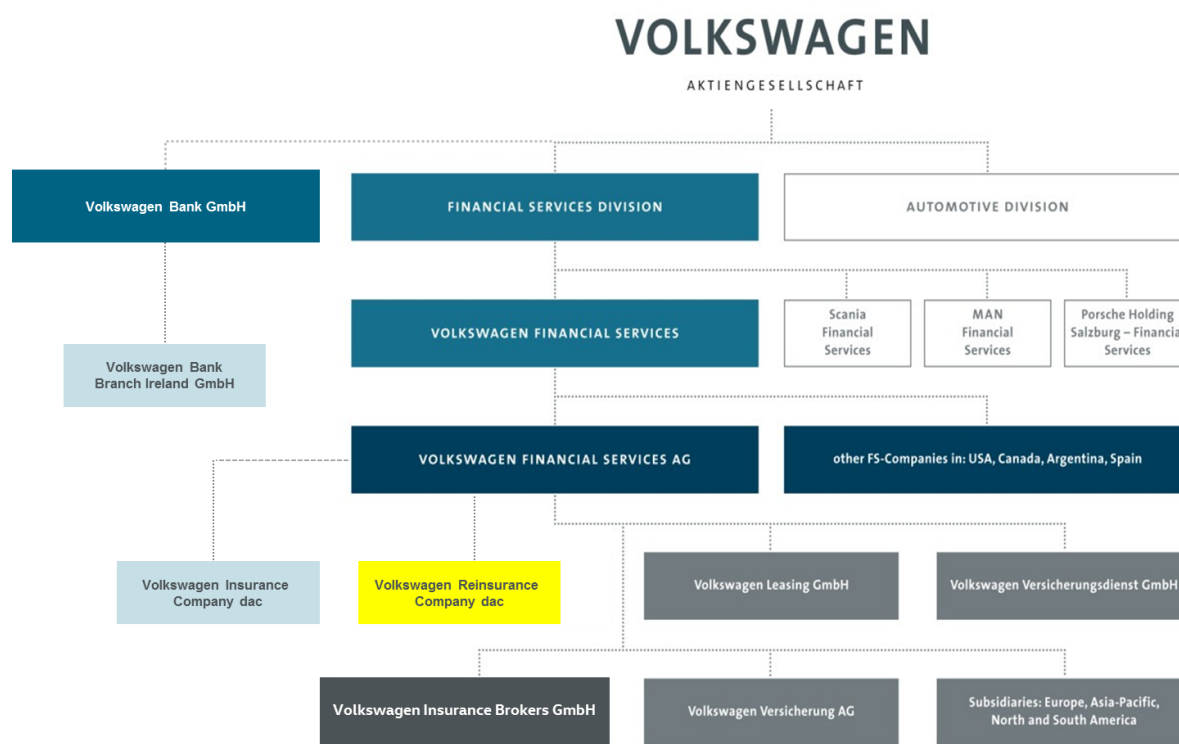 VOLKSWAGEN
AKTIENGESELLSCHAFT
Volkswagen Bank GmbH
FINANCIAL SERVICES DIVISION
AUTOMOTIVE DIVISION
VOLKSWAGEN FINANCIAL SERVICES
Scania
Financial
Services
MAN
Financial
Services
Porsche Holding
Salzburg – Financia
Services
Volkswagen Bank
Branch Ireland GmbH
VOLKSWAGEN FINANCIAL SERVICES AG
other FS-Companies in: USA, Canada, Argentina, Spain
Volkswagen Insurance
Company dac
Volkswagen Reinsurance
Company dac
Volkswagen Leasing GmbH
Volkswagen Versicherungsdienst GmbH
Volkswagen Insurance Brokers GmbH
Volkswagen Versicherung AG
Subsidiaries: Europe, Asia-Pacific,
North and South America